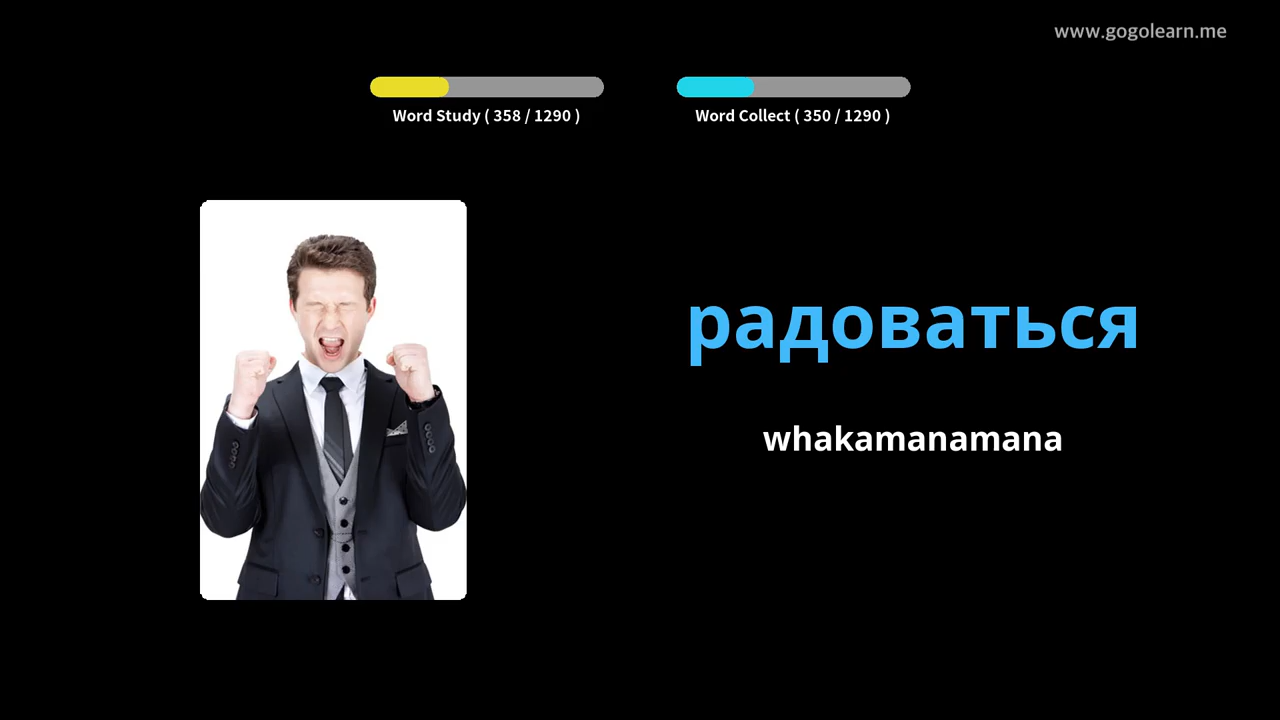 www.gogolearn.me
Word Study ( 358 / 1290 )
Word Collect ( 350 / 1290 )
радоваться
whakamanamana